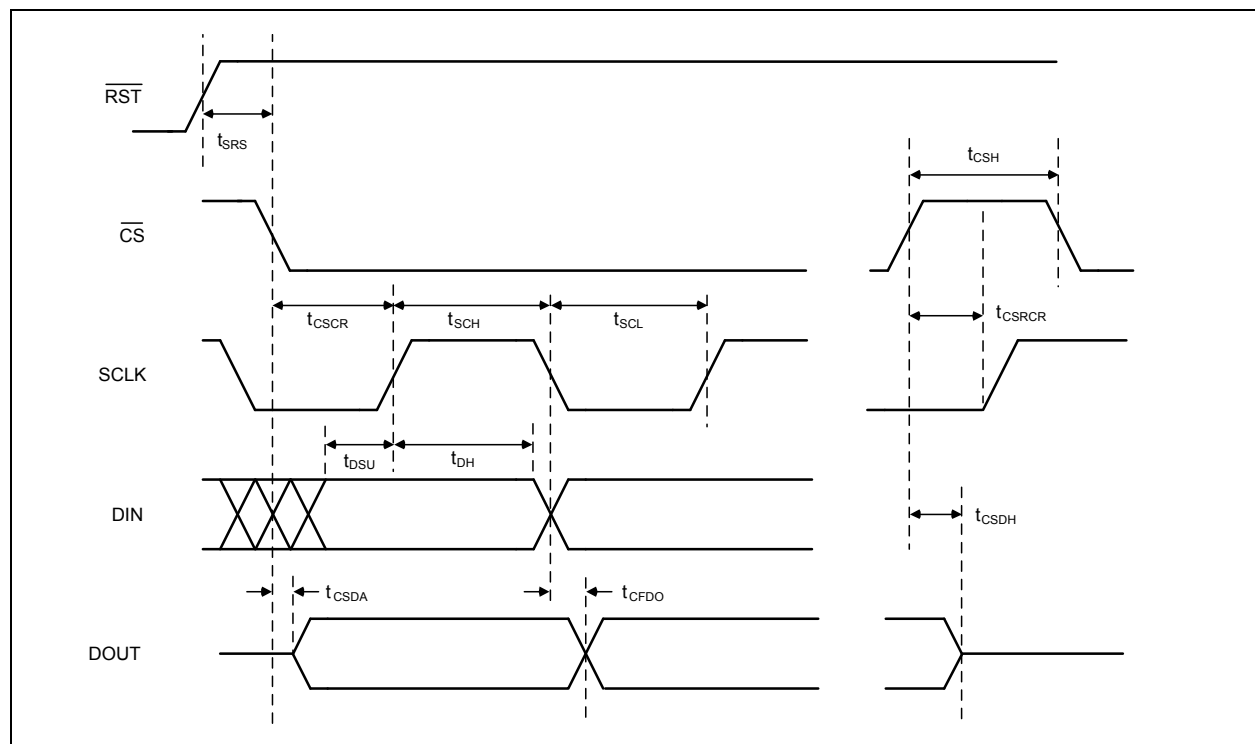 RST
tSRS
tCSH
CS
tCSCR
tSCH
tSCL
tCSRCR
SCLK
tDSU
tDH
DIN
tCSDH
tCSDA
tCFDO
DOUT